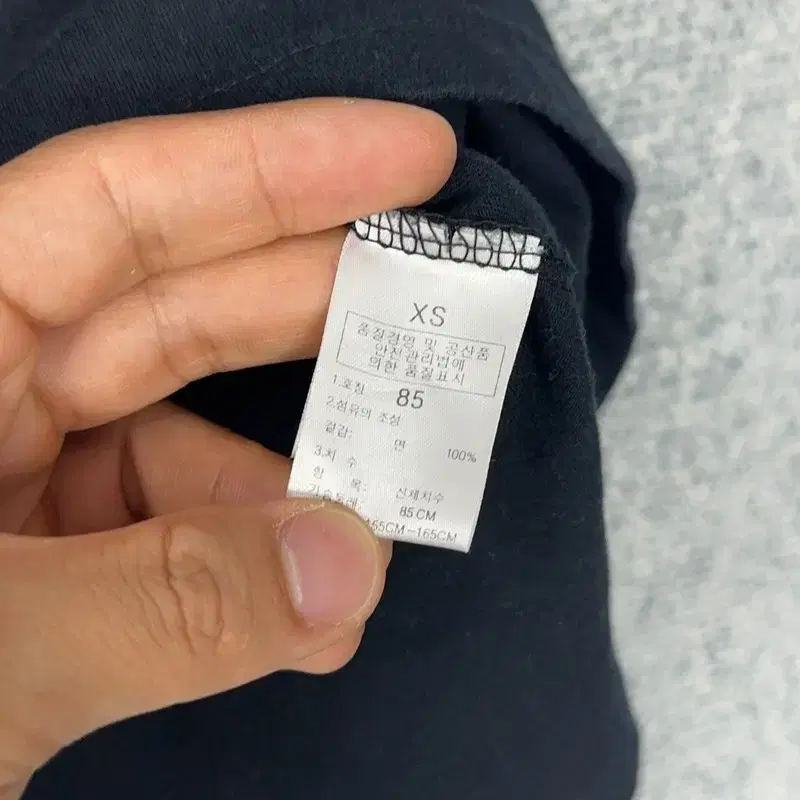 XS
품질경영 및 공산품
안전관리법에
의한 품질표시
1.호칭 85
2.섬유의 조성
겉감: 면 100%
3.치 수
항 목: 신체치수
가슴둘레: 85CM
155CM-165CM